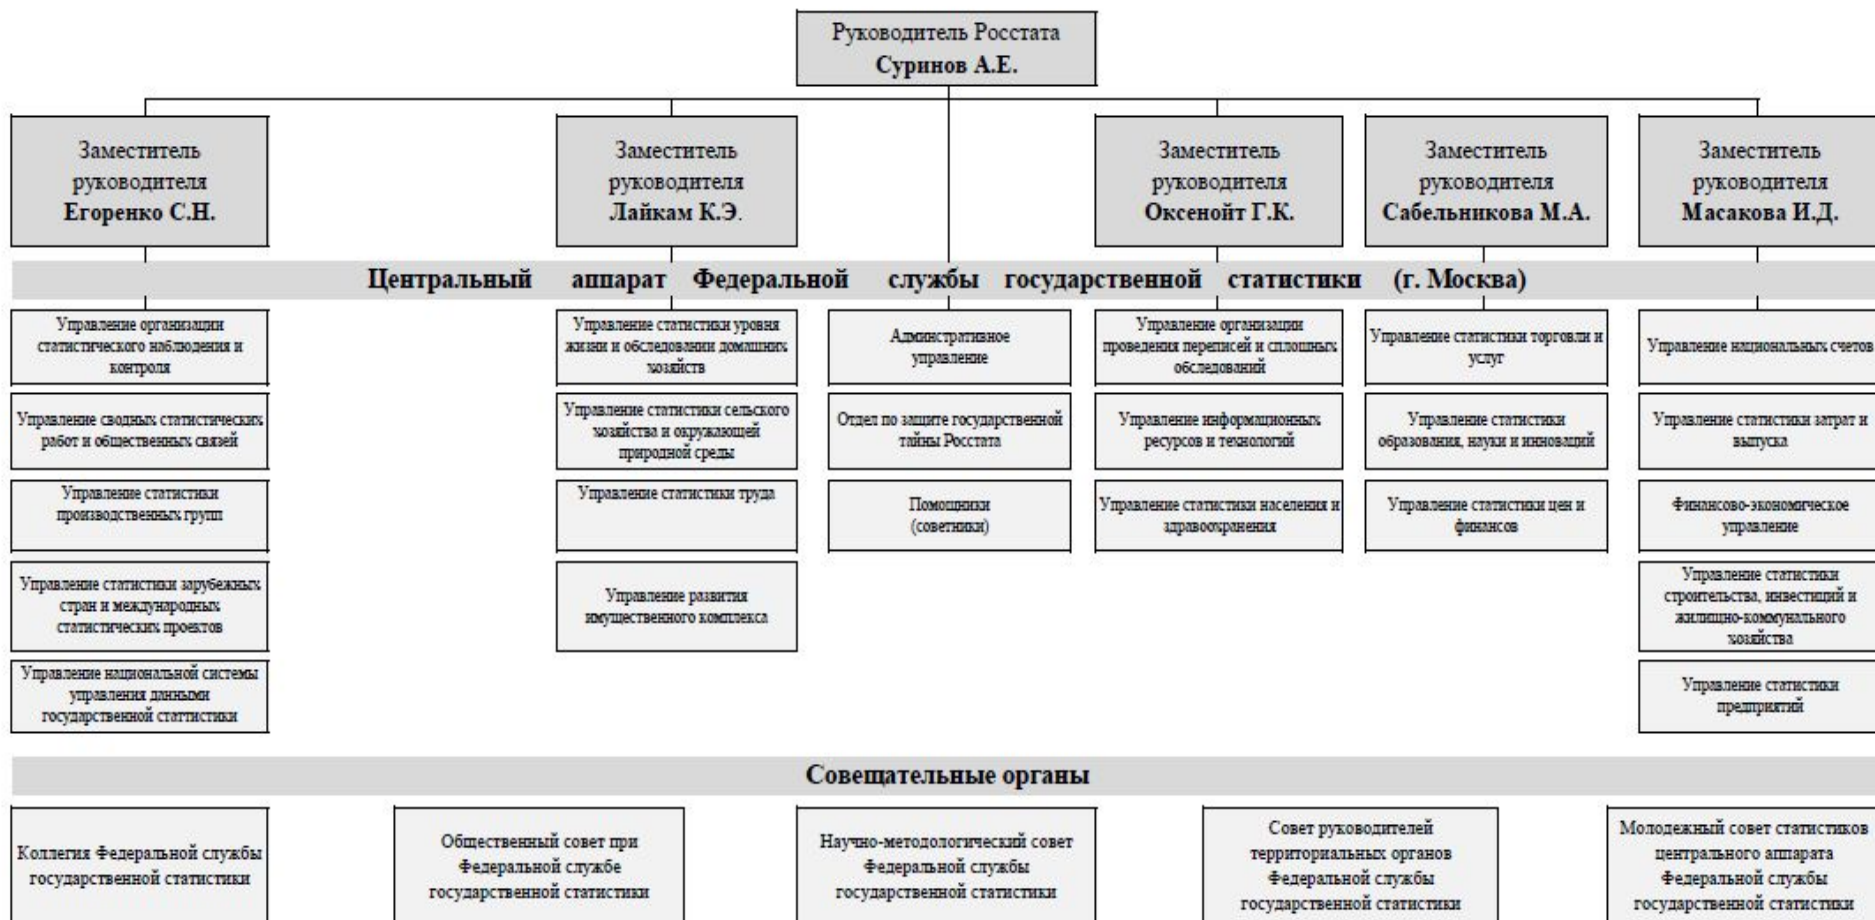 Руководитель Росстата
Суринов А.Е.
Заместитель
руководителя
Егоренко С.Н.
Заместитель
руководителя
Лайкам К.Э.
Заместитель
руководителя
Оксенойт Г.К.
Заместитель
руководителя
Сабельникова М.А.
Заместитель
руководителя
Масакова И.Д.
Центральный аппарат Федеральной службы государственной статистики (г. Москва)
Управление организации
статистического наблюдения и
контроля
Управление сводных статистических
работ и общественных связей
Управление статистики
производственных групп
Управление статистики зарубежных
стран и международных
статистических проектов
Управление национальной системы
управления данными
государственной статтистики
Управление статистики уровня
жизни и обследовании домашних
хозяйств
Управление статистики сельского
хозяйства и окружающей
природной среды
Управление статистики труда
Управление развития
имущественного комплекса
Админстративное
управление
Отдел по защите государственной
тайны Росстата
Помощники
(советники)
Управление организации
проведения переписей и сплошных
обследований
Управление информационных
ресурсов и технологий
Управление статистики населения и
здравоохранения
Управление статистики торговли и
услуг
Управление статистики
образования, науки и инноваций
Управление статистики цен и
финансов
Управление национальных счетов
Управление статистики затрат и
выпуска
Финансово-экономическое
управление
Управление статистики
строительства, инвестиций и
жилищно-коммунального
хозяйства
Управление статистики
предприятий
Совещательные органы
Коллегия Федеральной службы
государственной статистики
Общественный совет при
Федеральной службе
государственной статистики
Научно-методологический совет
Федеральной службы
государственной статистики
Совет руководителей
территориальных органов
Федеральной службы
государственной статистики
Молодежный совет статистиков
центрального аппарата
Федеральной службы
государственной статистики